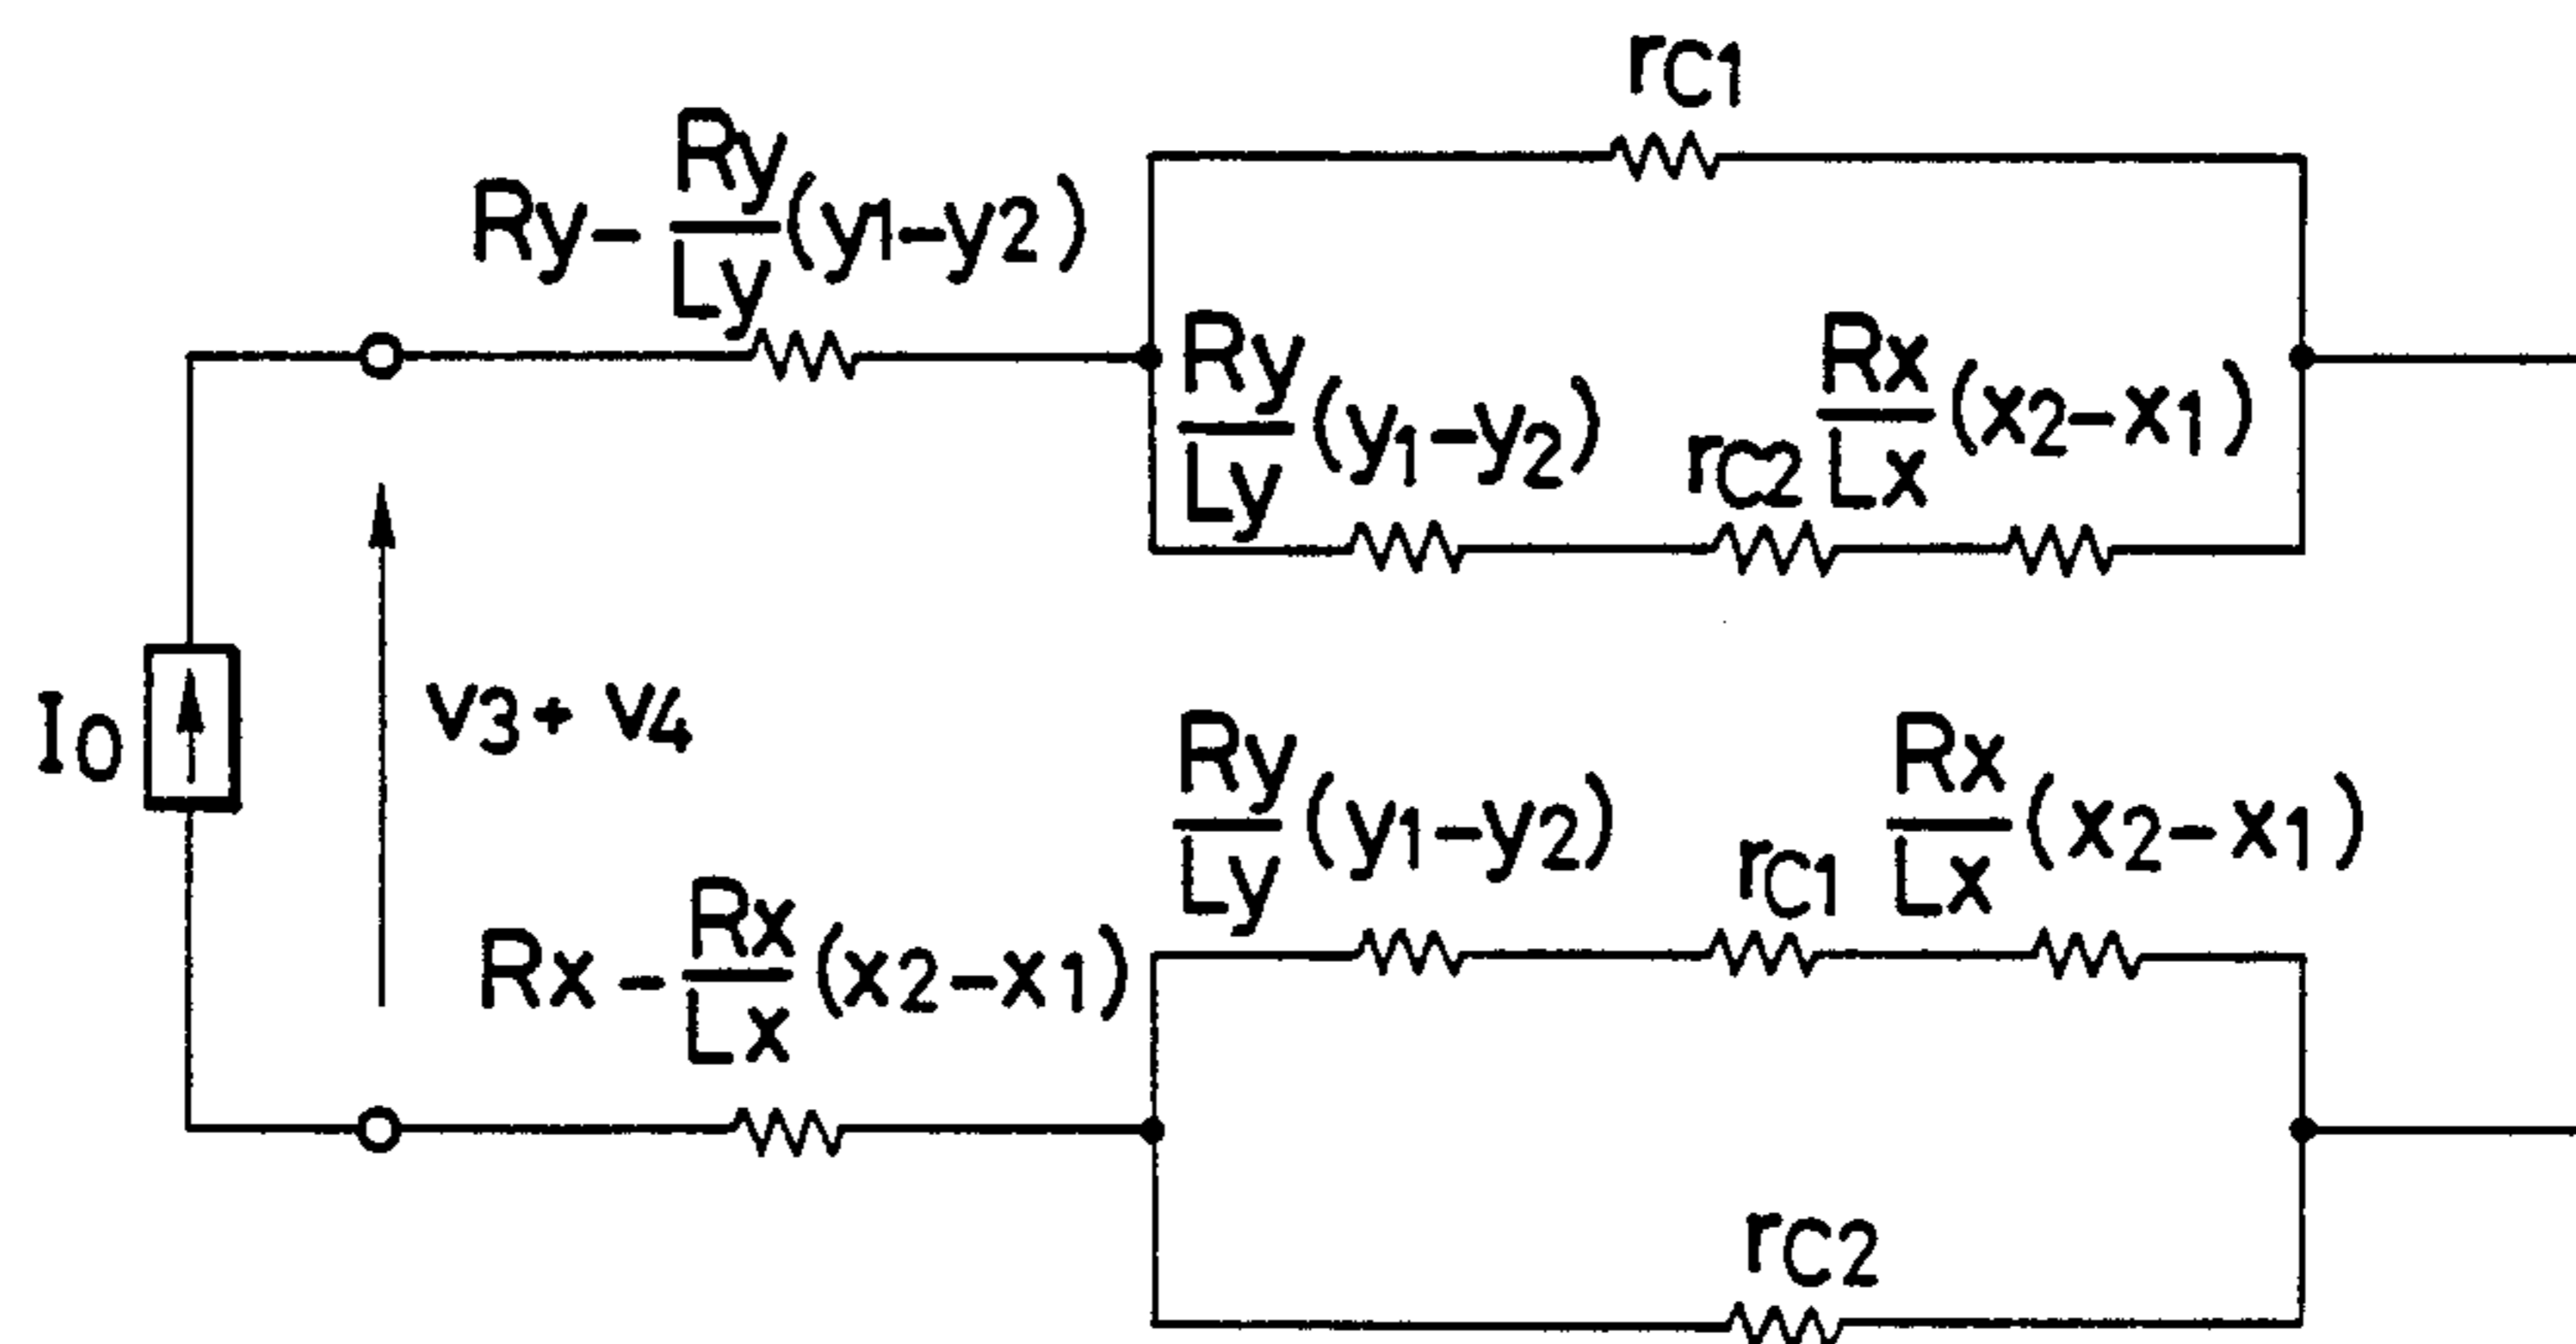 rC1
Ry - Ry/Ly (y1-y2)
Ry/Ly (y1-y2)
rC2
Rx/Lx (x2-x1)
I0
v3 + v4
Ry/Ly (y1-y2)
rC1
Rx/Lx (x2-x1)
Rx - Rx/Lx (x2-x1)
rC2